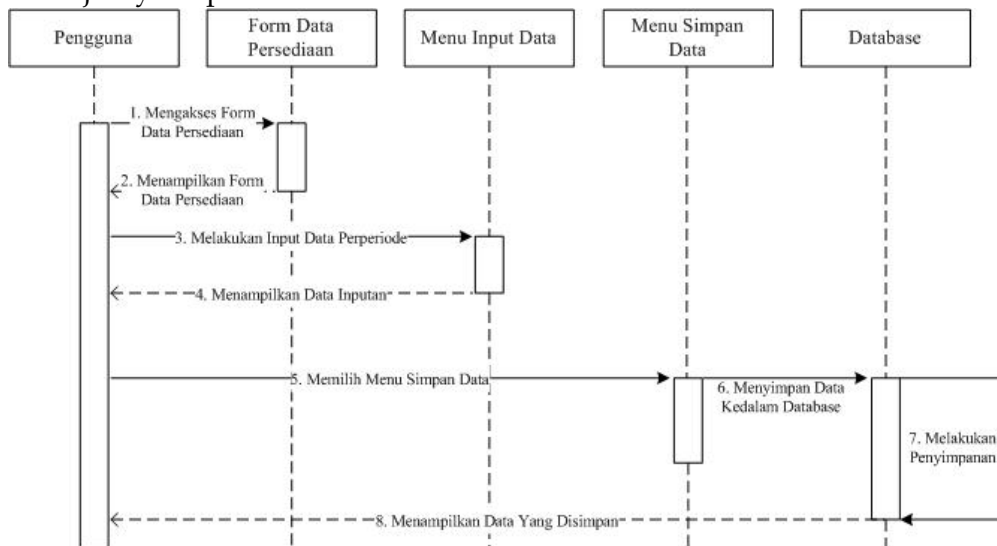 Pengguna
Form Data
Persediaan
Menu Input Data
Menu Simpan
Data
Database
1. Mengakses Form
Data Persediaan
2. Menampilkan Form
Data Persediaan
3. Melakukan Input Data Perperiode
4. Menampilkan Data Inputan
5. Memilih Menu Simpan Data
6. Menyimpan Data
Kedalam Database
7. Melakukan
Penyimpanan
8. Menampilkan Data Yang Disimpan